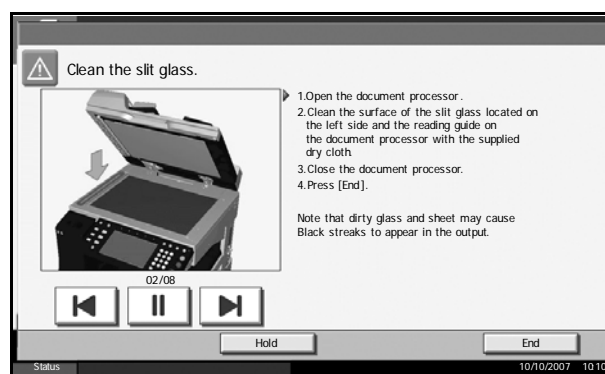 Clean the slit glass.
1.Open the document processor.
2.Clean the surface of the slit glass located on
the left side and the reading guide on
the document processor with the supplied
dry cloth.
3.Close the document processor.
4.Press [End].
Note that dirty glass and sheet may cause
Black streaks to appear in the output.
02/08
Hold
End
Status
10/10/2007 10:10